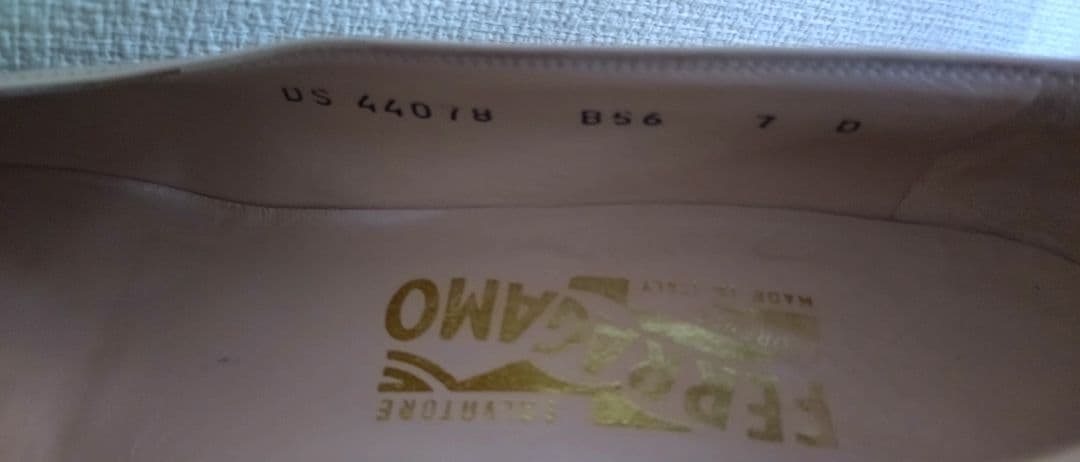 US 44078 B56 7 D
SALVATORE
FERRAGAMO
MADE IN ITALY